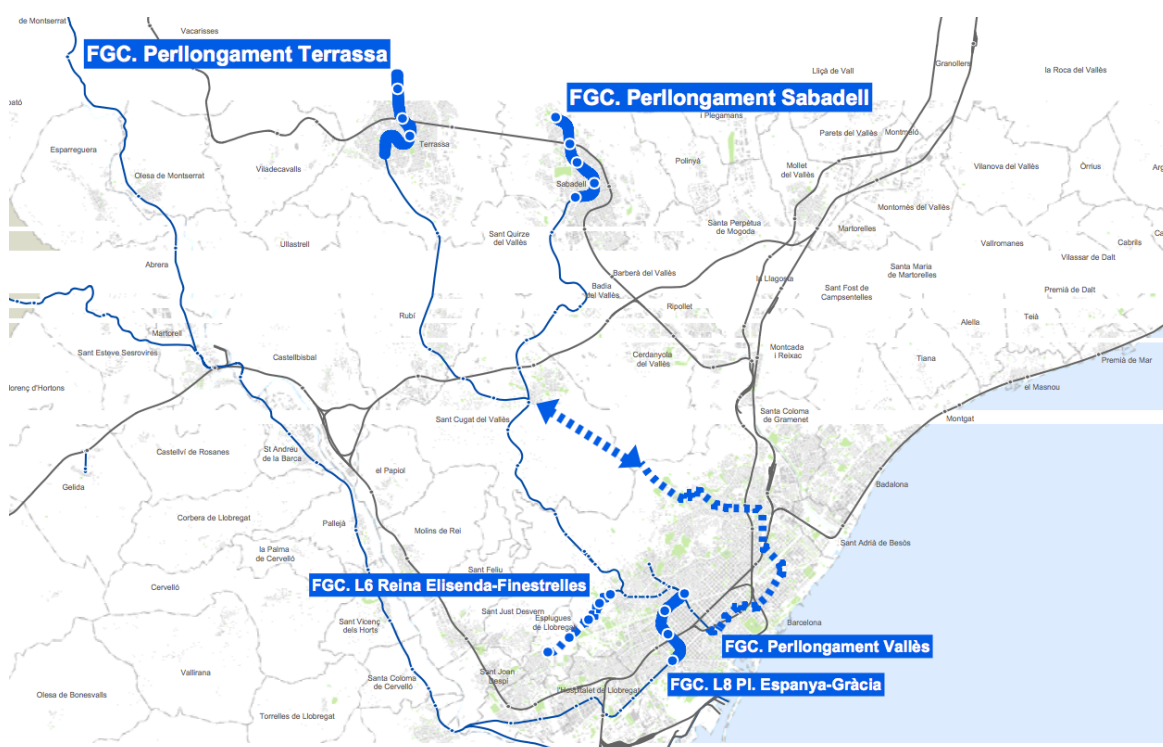 de Montserrat
Vacarisses
FGC. Perllongament Terrassa
Granollers
Lliçà de Vall
la Roca del Vallès
FGC. Perllongament Sabadell
i Plegamans
Parets del Vallès
Montmeló
Terrassa
Esparreguera
Viladecavalls
Olesa de Montserrat
Polinyà
Mollet
del Vallès
Vilanova del Vallès
Òrrius
Sabadell
Montornès del Vallès
Santa Perpètua
de Mogoda
Martorelles
Sant Quirze
del Vallès
Ullastrell
Vallromanes
Cabrils
Vilassar de Dalt
Abrera
Barberà del Vallès
Santa Maria
de Martorelles
la Llagosta
Sant Fost de
Campsentelles
Premià de Dalt
Badia
del Vallès
Ripollet
Rubí
Alella
Teià
Martorell
Sant Esteve Sesrovires
Castellbisbal
Cerdanyola
del Vallès
Montcada
i Reixac
Tiana
Premià de Mar
el Masnou
Sant Cugat del Vallès
Santa Coloma
de Gramenet
Montgat
Castellví de Rosanes
St Andreu
de la Barca
el Papiol
Gelida
Badalona
Corbera de Llobregat
Pallejà
Molins de Rei
Sant Adrià de Besòs
la Palma
de Cervelló
Cervelló
Sant Feliu
FGC. L6 Reina Elisenda-Finestrelles
Sant Just Desvern
Esplugues
de Llobregat
Sant Vicenç
dels Horts
Barcelona
FGC. Perllongament Vallès
Vallirana
Sant Joan
Despí
Santa Coloma
de Cervelló
FGC. L8 Pl. Espanya-Gràcia
l'Hospitalet de Llobregat
Olesa de Bonesvalls
Torrelles de Llobregat